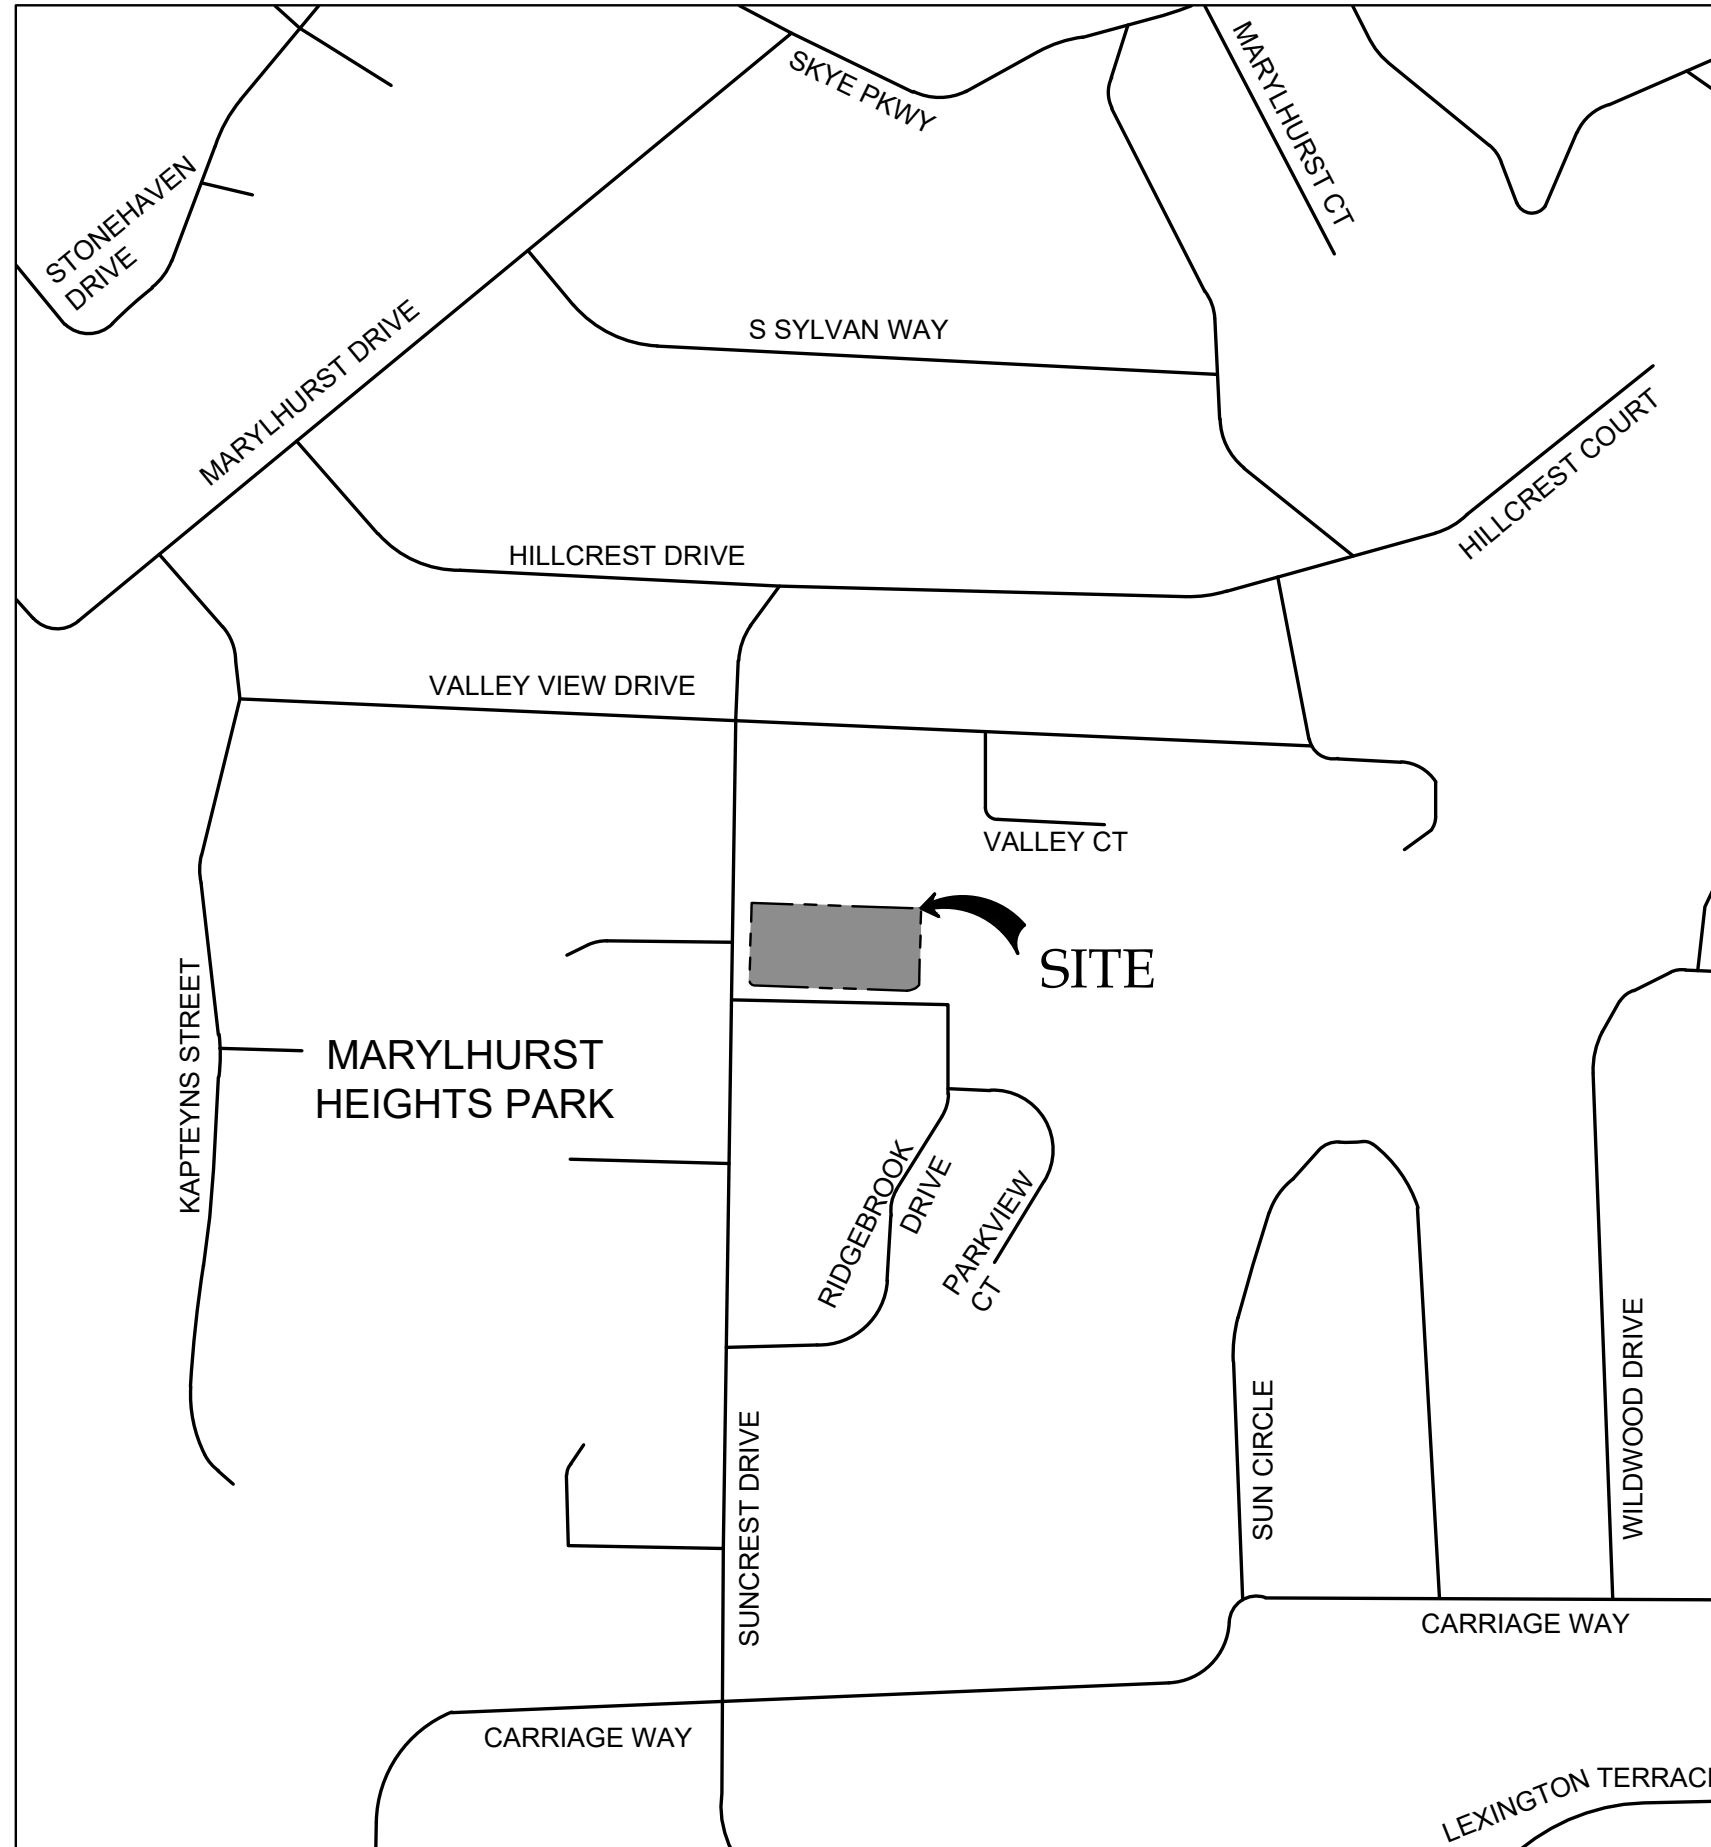 SKYE PKWY
MARYLHURST CT
STONEHAVEN
DRIVE
MARYLHURST DRIVE
S SYLVAN WAY
HILLCREST COURT
HILLCREST DRIVE
VALLEY VIEW DRIVE
VALLEY CT
SITE
KAPTEYNS STREET
MARYLHURST
HEIGHTS PARK
RIDGEBROOK
DRIVE
PARKVIEW
CT
SUNCREST DRIVE
SUN CIRCLE
WILDWOOD DRIVE
CARRIAGE WAY
CARRIAGE WAY
LEXINGTON TERRAC